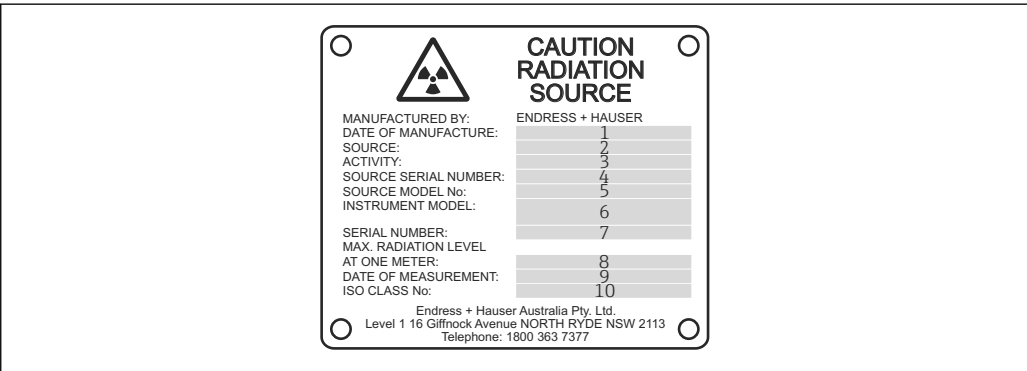 CAUTION
RADIATION
SOURCE
MANUFACTURED BY: ENDRESS + HAUSER
DATE OF MANUFACTURE: 1
SOURCE: 2
ACTIVITY: 3
SOURCE SERIAL NUMBER: 4
SOURCE MODEL No: 5
INSTRUMENT MODEL: 6
SERIAL NUMBER: 7
MAX. RADIATION LEVEL
AT ONE METER: 8
DATE OF MEASUREMENT: 9
ISO CLASS No: 10
Endress + Hauser Australia Pty. Ltd.
Level 1 16 Giffnock Avenue NORTH RYDE NSW 2113
Telephone: 1800 363 7377